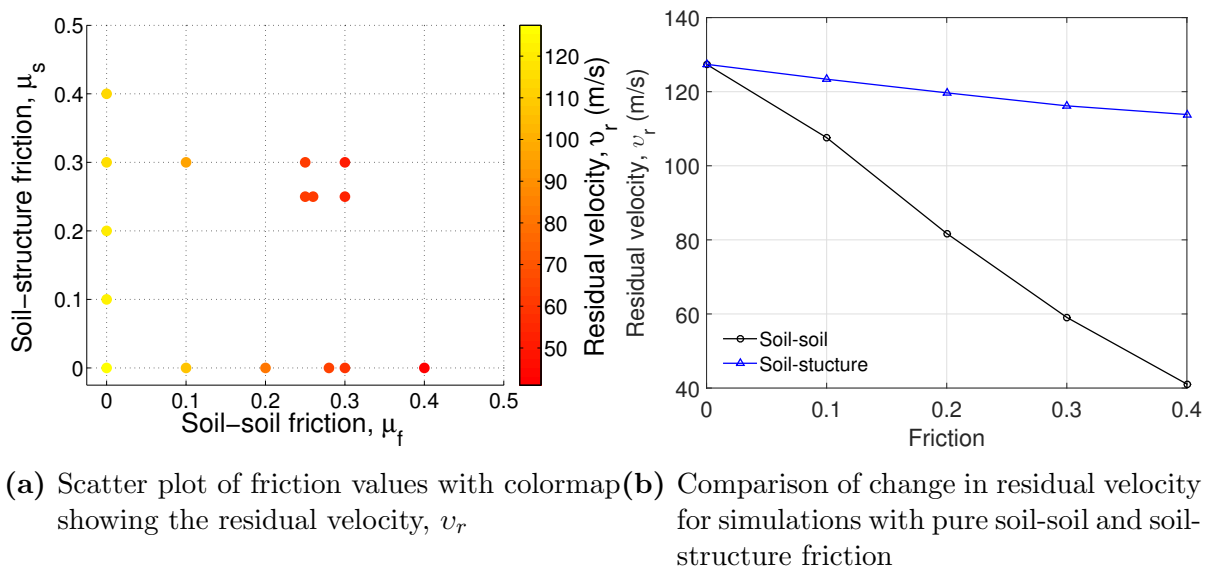 0.5
0.4
0.3
0.2
0.1
0
Soil−structure friction, μs
0 0.1 0.2 0.3 0.4 0.5
Soil−soil friction, μf
120
110
100
90
80
70
60
50
Residual velocity, υr (m/s)
140
120
100
80
60
40
Residual velocity, υr (m/s)
Soil-soil
Soil-stucture
0 0.1 0.2 0.3 0.4
Friction
(a) Scatter plot of friction values with colormap
showing the residual velocity, υr
(b) Comparison of change in residual velocity
for simulations with pure soil-soil and soil-
structure friction